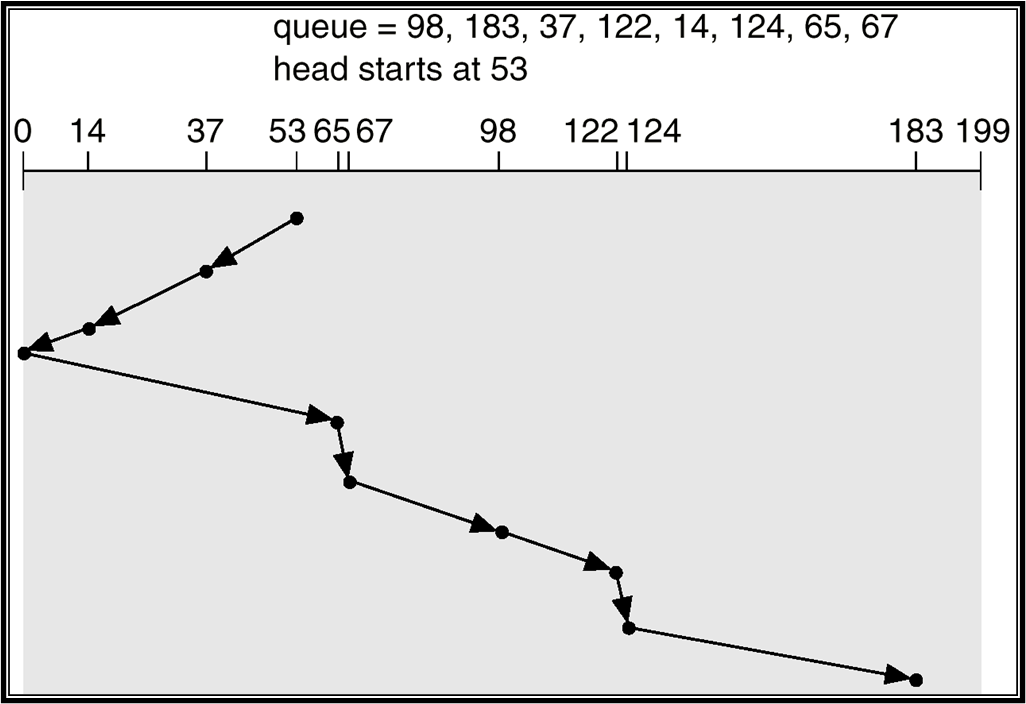 queue = 98, 183, 37, 122, 14, 124, 65, 67
head starts at 53
0 14 37 53 65 67 98 122 124 183 199